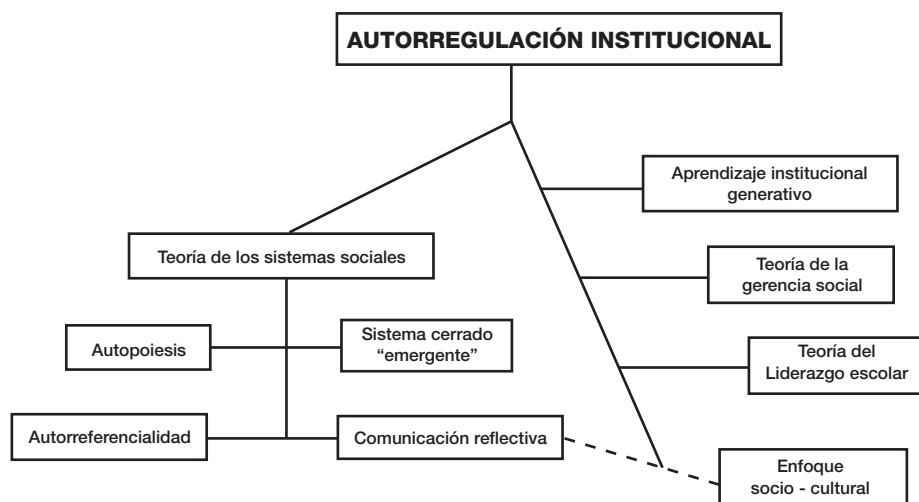 AUTORREGULACIÓN INSTITUCIONAL
Aprendizaje institucional
generativo
Teoría de los sistemas sociales
Teoría de la
gerencia social
Autopoiesis
Sistema cerrado
“emergente”
Teoría del
Liderazgo escolar
Autorreferencialidad
Comunicación reflectiva
Enfoque
socio - cultural